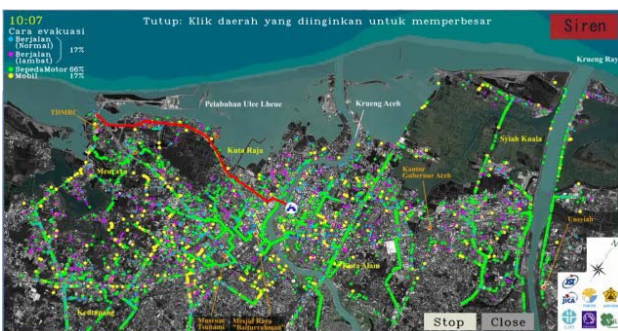 10:07
Tutup: Klik daerah yang diinginkan untuk memperbesar
Siren
Cara evakuasi
Berjalan
(Normal)
17%
Berjalan
(lambat)
SepedaMotor 66%
Mobil 17%
Krueng Raya
TDMRC
Pelabuhan Ulee Lheue
Krueng Aceh
Kuta Raja
Syiah Kuala
Meuraxa
Kantor
Gubernur Aceh
Unsyiah
Kuta Alam
Museum
Tsunami
Mesjid Raya
"Baiturrahman"
N
JST
JICA
Stop
Close